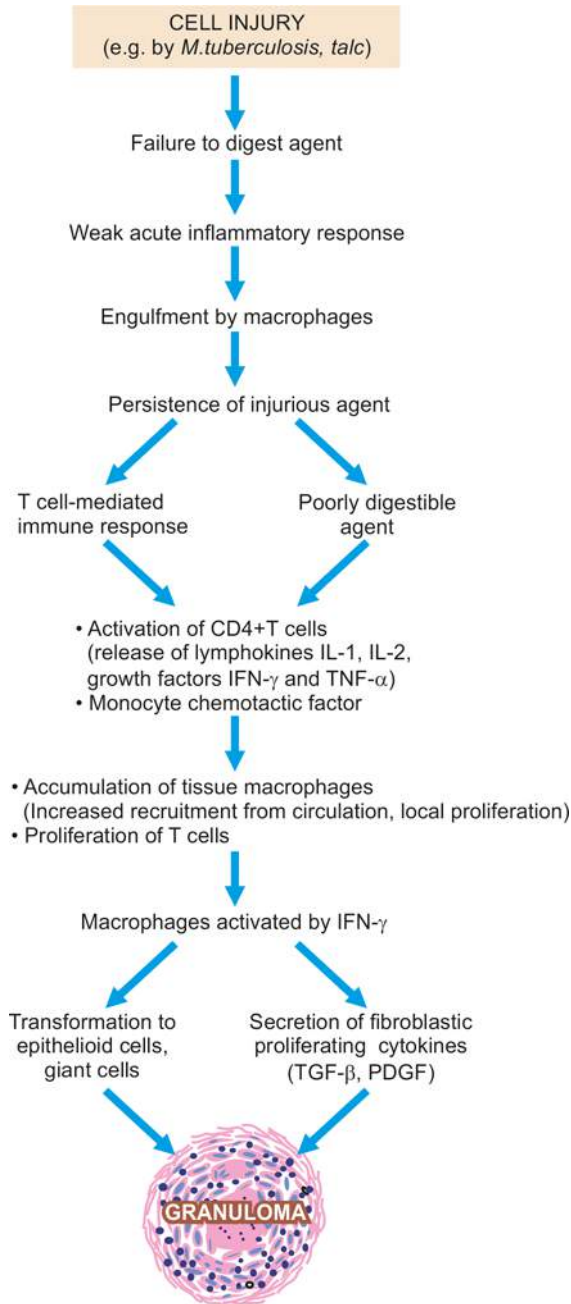 CELL INJURY
(e.g. by M.tuberculosis, talc)
Failure to digest agent
Weak acute inflammatory response
Engulfment by macrophages
Persistence of injurious agent
T cell-mediated
immune response
Poorly digestible
agent
• Activation of CD4+T cells
(release of lymphokines IL-1, IL-2,
growth factors IFN-γ and TNF-α)
• Monocyte chemotactic factor
• Accumulation of tissue macrophages
(Increased recruitment from circulation, local proliferation)
• Proliferation of T cells
Macrophages activated by IFN-γ
Transformation to
epithelioid cells,
giant cells
Secretion of fibroblastic
proliferating cytokines
(TGF-β, PDGF)
GRANULOMA